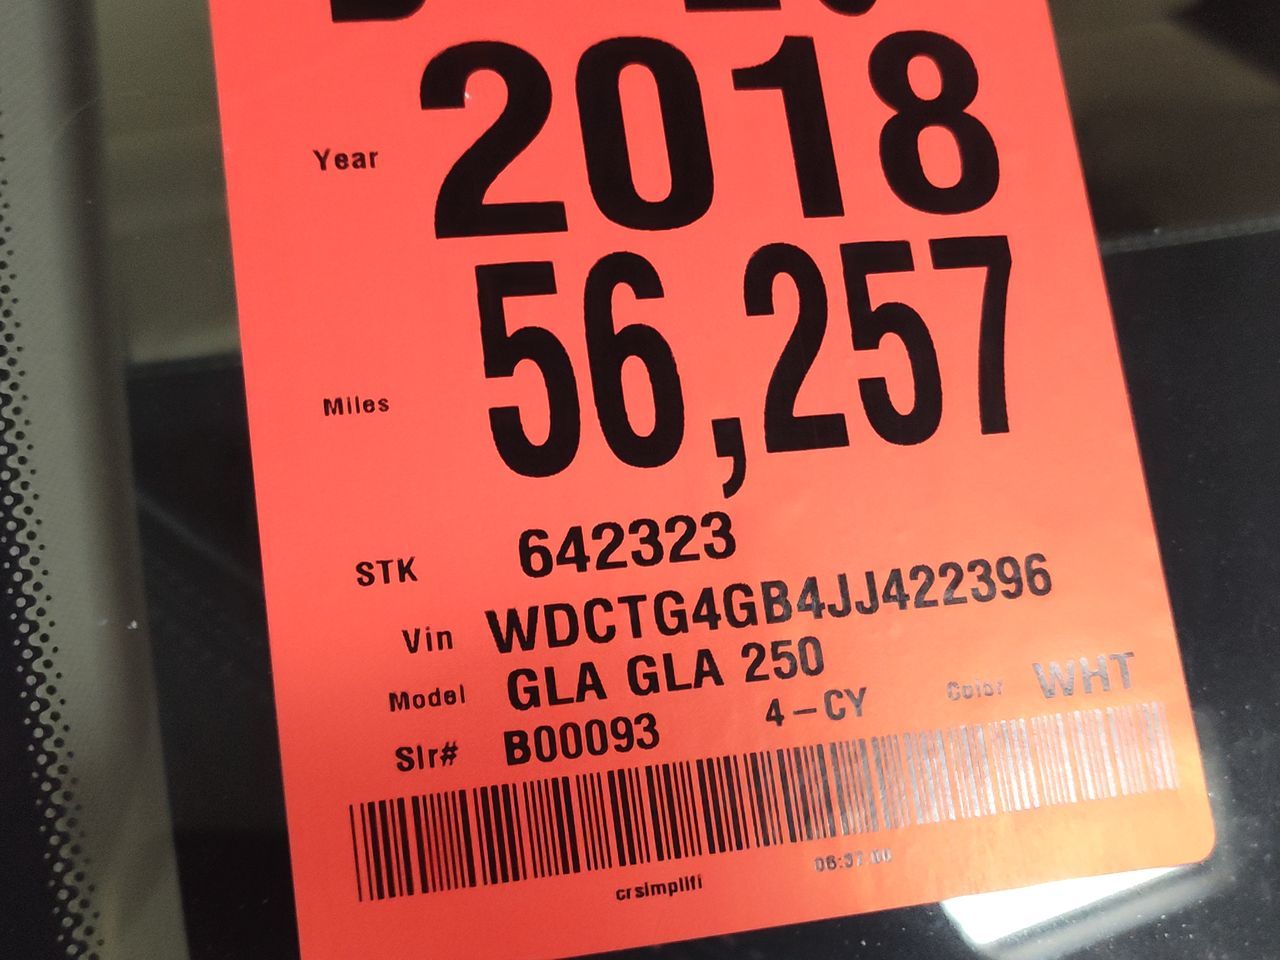 Year 2018
Miles 56,257
STK 642323
Vin WDCTG4GB4JJ422396
Model GLA GLA 250
Slr# B00093 4-CY Color WHT
crsimpliti